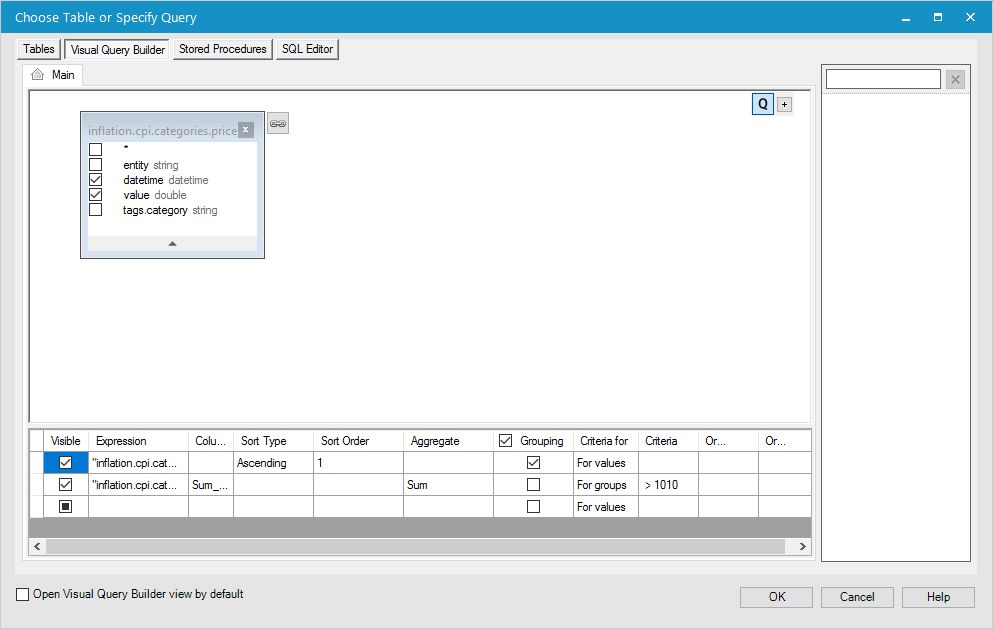 Choose Table or Specify Query
Tables Visual Query Builder Stored Procedures SQL Editor
Main
Q +
inflation.cpi.categories.price x
*
entity string
datetime datetime
value double
tags.category string
Visible Expression Colu... Sort Type Sort Order Aggregate Grouping Criteria for Criteria Or... Or...
"inflation.cpi.cat... Ascending 1 For values
"inflation.cpi.cat... Sum_... Sum For groups > 1010
For values
Open Visual Query Builder view by default
OK Cancel Help